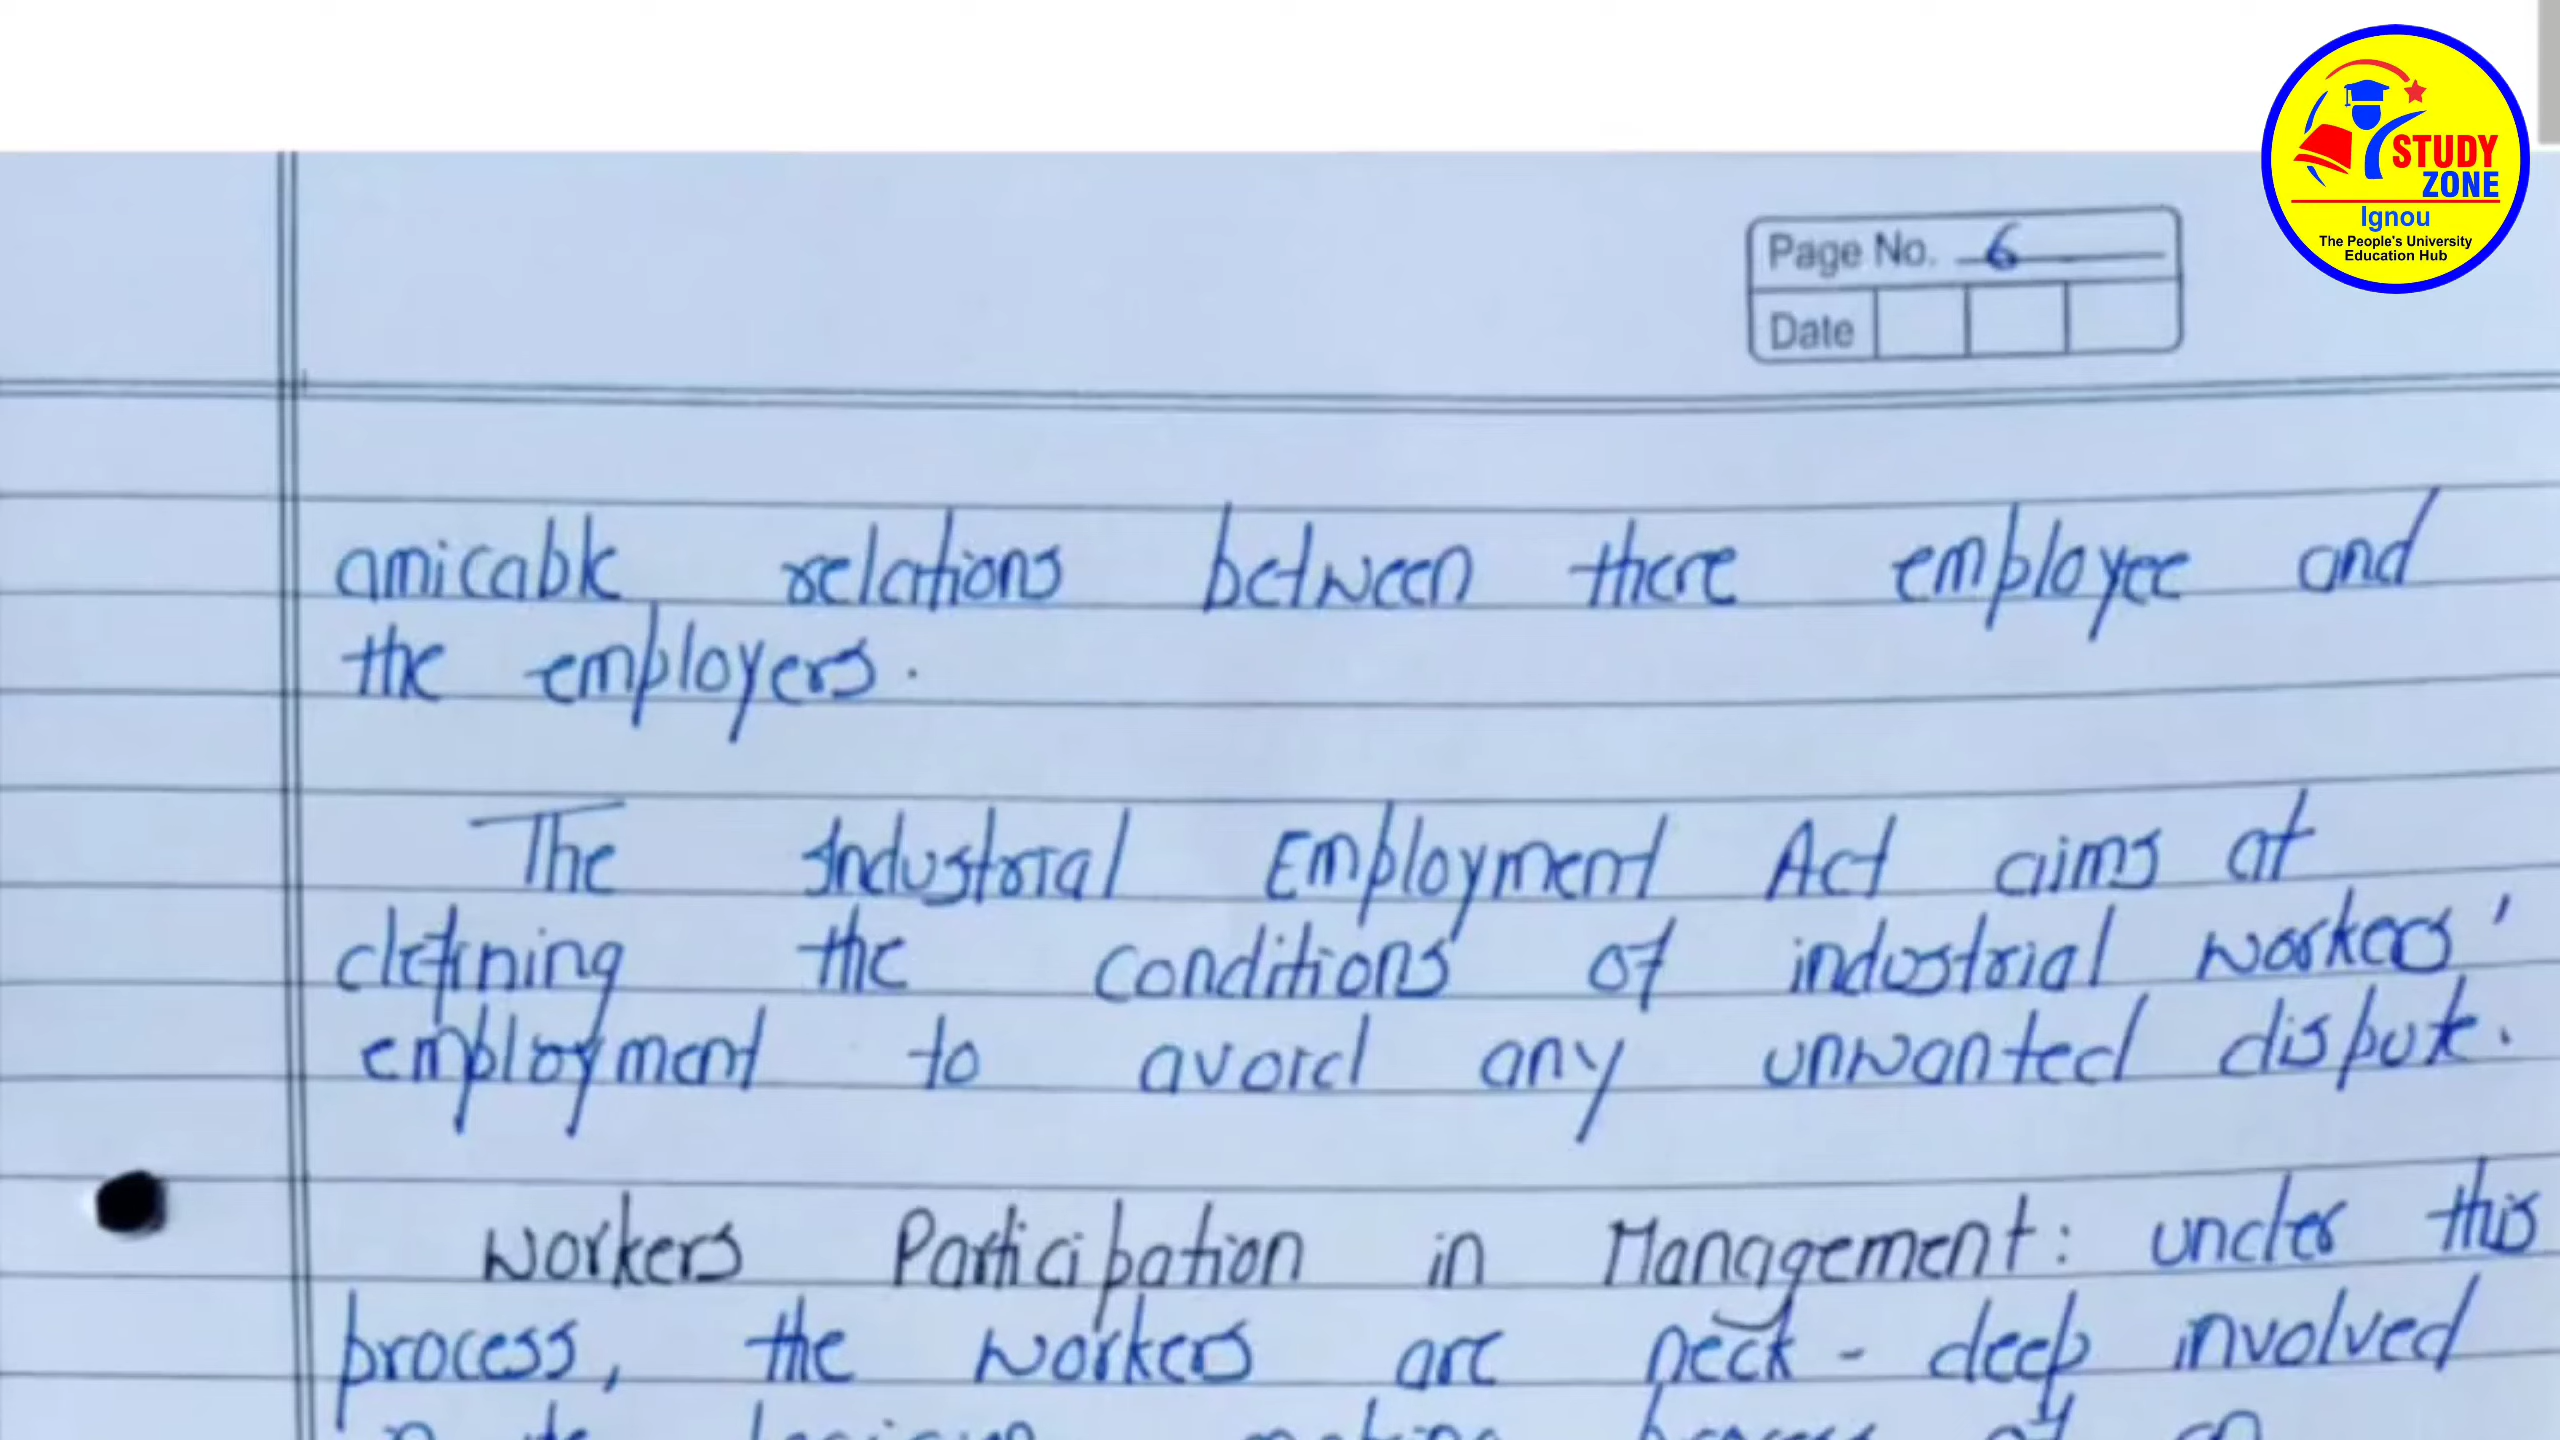 STUDY
ZONE
Ignou
The People's University
Education Hub
Page No. 6
Date
amicable relations between there employee and
the employers.
The Industrial Employment Act aims at
defining the conditions of industrial workers'
employment to avoid any unwanted dispute.
Workers Participation in Management: under this
process, the workers are neck-deep involved